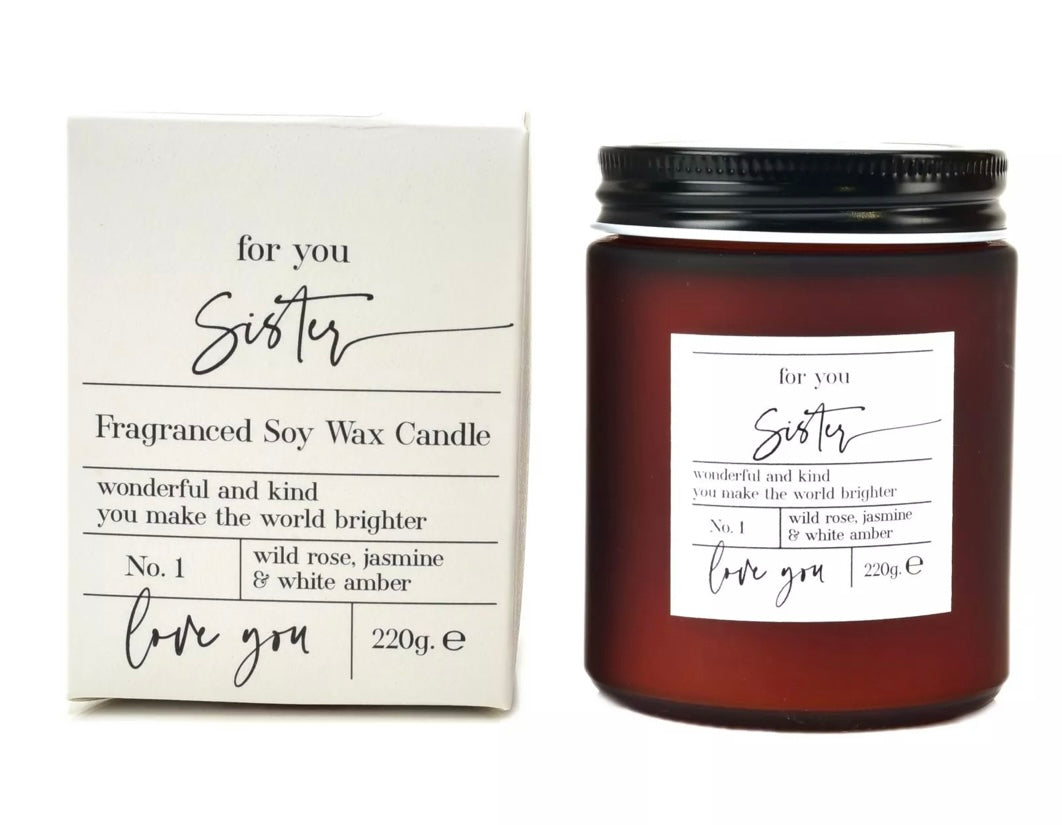 for you
Sister
Fragranced Soy Wax Candle
wonderful and kind
you make the world brighter
No. 1
wild rose, jasmine
& white amber
love you
220g. ℮
for you
Sister
wonderful and kind
you make the world brighter
No. 1
wild rose, jasmine
& white amber
love you
220g. ℮